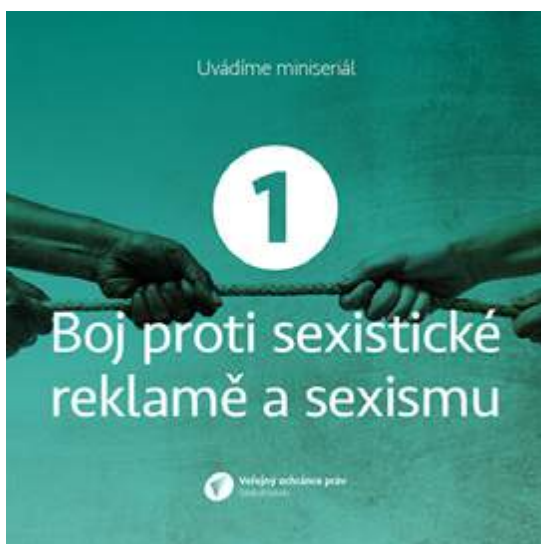 Uvádíme miniseriál
1
Boj proti sexistické
reklamě a sexismu
Veřejný ochránce práv